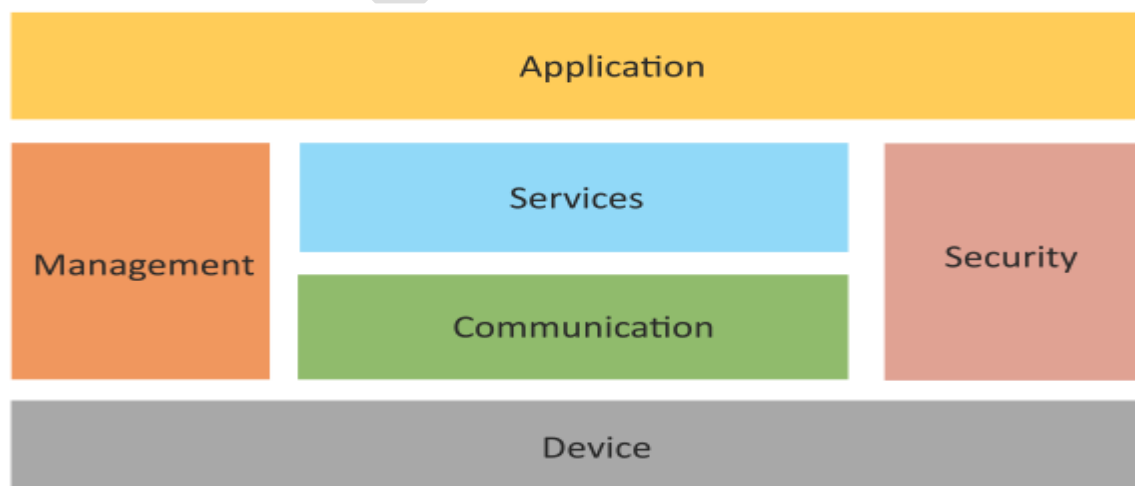 Application
Management
Services
Communication
Security
Device